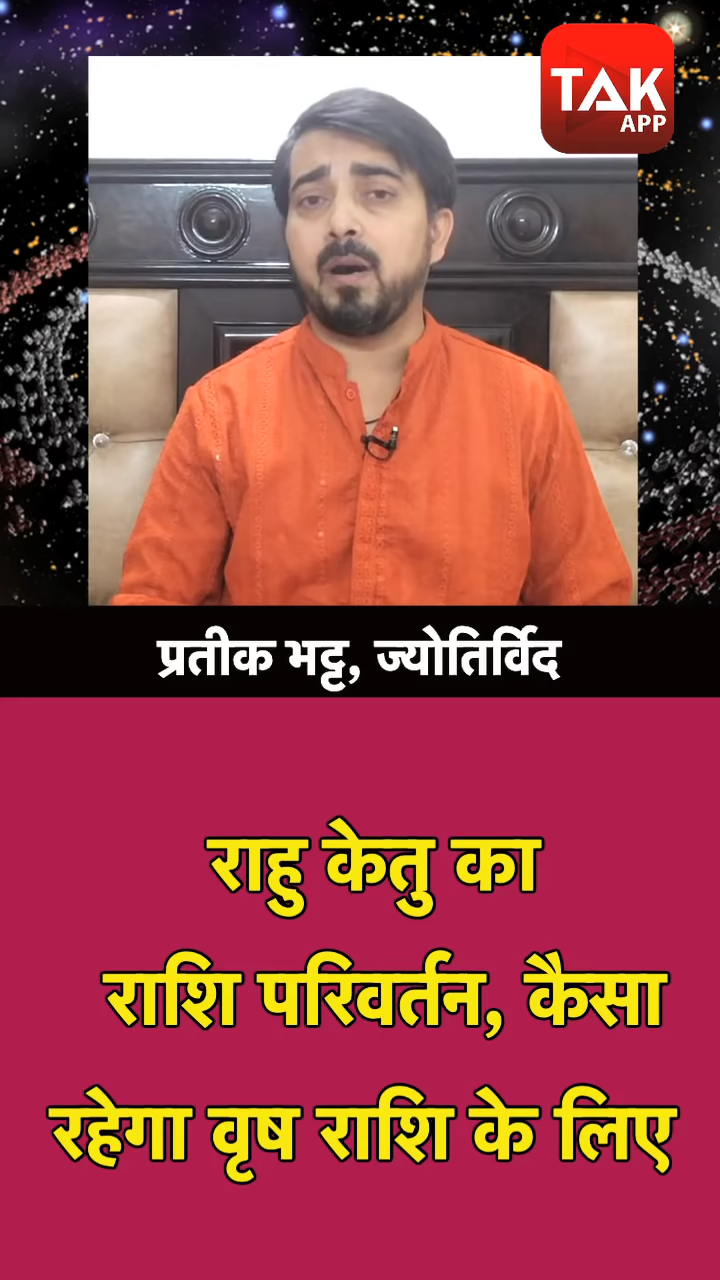 TAK
APP
प्रतीक भट्ट, ज्योतिर्विद
राहु केतु का
राशि परिवर्तन, कैसा
रहेगा वृष राशि के लिए